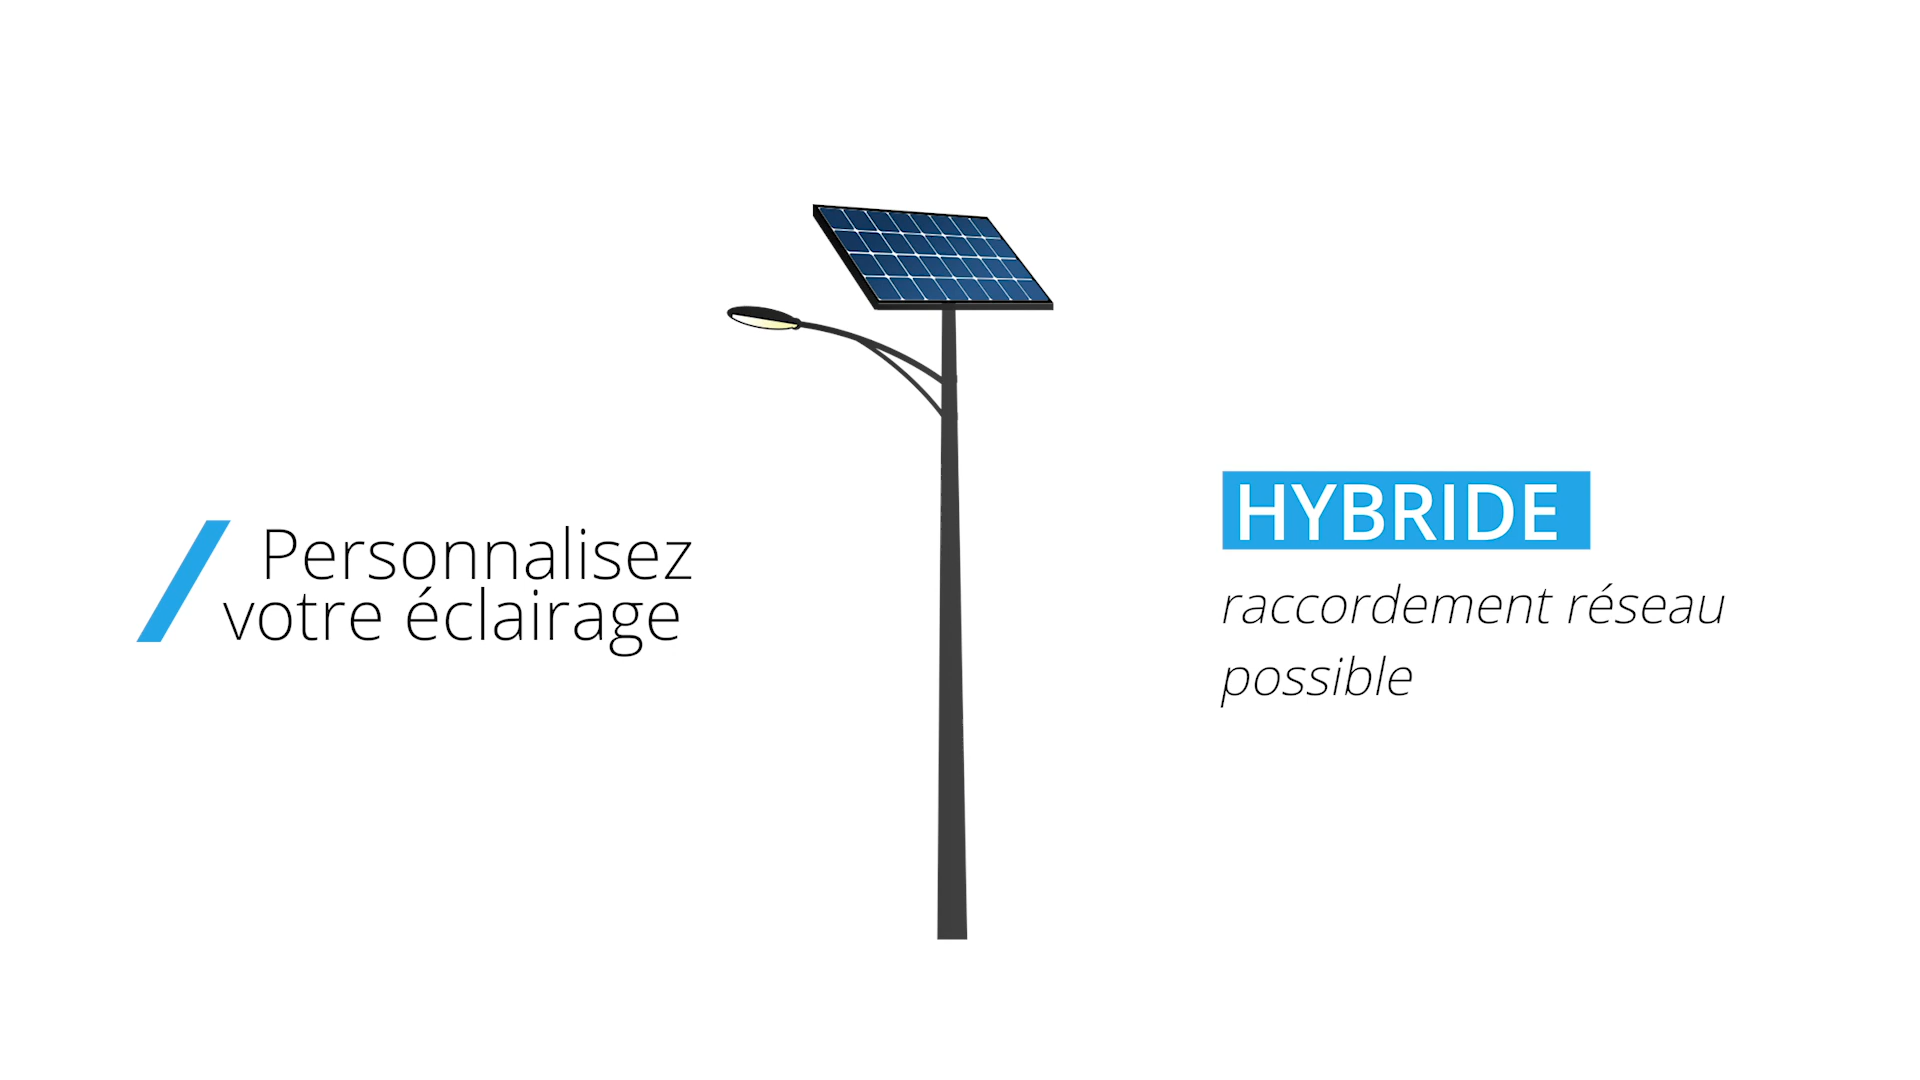 Personnalisez
votre éclairage
HYBRIDE
raccordement réseau
possible